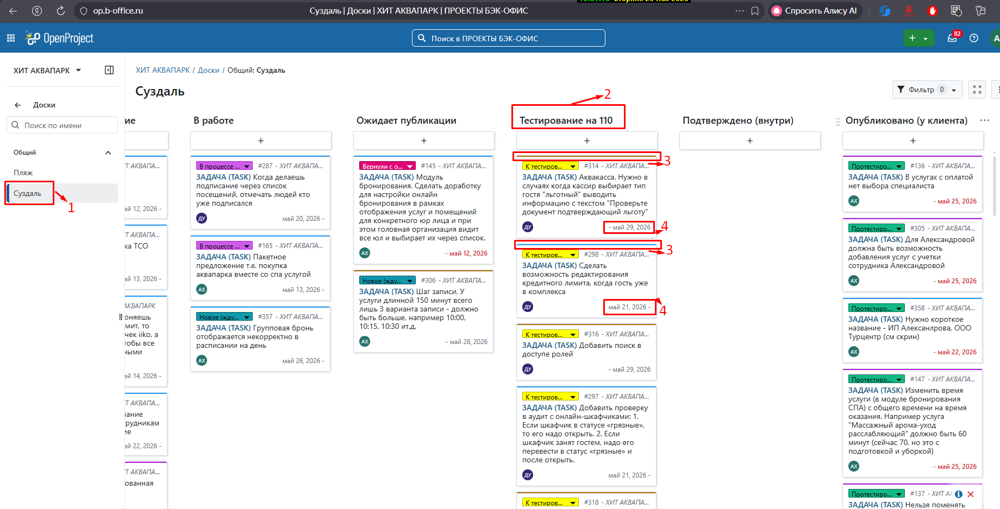 op.b-office.ru
Суздаль | Доски | ХИТ АКВАПАРК | ПРОЕКТЫ БЭК-ОФИС
Спросить Алису AI
OpenProject
Поиск в ПРОЕКТЫ БЭК-ОФИС
82
ХИТ АКВАПАРК
Доски
Поиск по имени
Общий
Пляж
Суздаль
1
ХИТ АКВАПАРК / Доски / Общий: Суздаль
Суздаль
Фильтр 0
2
ие
май 12, 2026 -
ка ТСО
май 13, 2026 -
АКВАПАРК
оняешь
мит, то
чек iiko, а
тобы все
ными
май 14, 2026 -
вание
рудникам
ие
май 22, 2026 -
ованная
В работе
+
В процессе ... #287 - ХИТ АКВАПА...
ЗАДАЧА (TASK) Когда делаешь
подписание через список
посещений, отмечать людей кто
уже подписался
ДУ
май 20, 2026 -
В процессе ... #165 - ХИТ АКВАПА...
ЗАДАЧА (TASK) Пакетное
предложение т.е. покупка
аквапарка вместе со спа услугой
АХ
май 13, 2026 -
Новое (жду... #357 - ХИТ АКВАПА...
ЗАДАЧА (TASK) Групповая бронь
отображается некорректно в
расписании на день
АХ
май 26, 2026 -
Ожидает публикации
+
Вернули с о... #145 - ХИТ АКВАПА...
ЗАДАЧА (TASK) Модуль
бронирования. Сделать доработку
для настройки онлайн
бронирования в рамках
отображения услуг и помещений
для конкретного юр лица и при
этом головная организация видит
все юл и выбирает их через список.
АХ
- май 12, 2026
Новое (жду... #306 - ХИТ АКВАПА...
ЗАДАЧА (TASK) Шаг записи. У
услуги длинной 150 минут всего
лишь 3 варианта записи - должно
быть больше, например 10:00,
10:15, 10:30 ит.д.
АХ
- май 28, 2026
Тестирование на 110
+
3
К тестиров... #314 - ХИТ АКВАПА...
ЗАДАЧА (TASK) Аквакасса. Нужно в
случаях когда кассир выбирает тип
гостя "льготный" выводить
информацию с текстом "Проверьте
документ подтверждающий льготу"
ДУ
- май 29, 2026
4
3
К тестиров... #298 - ХИТ АКВАПА...
ЗАДАЧА (TASK) Сделать
возможность редактирования
кредитного лимита, когда гость уже
в комплекса
ДУ
май 21, 2026 -
4
К тестиров... #316 - ХИТ АКВАПА...
ЗАДАЧА (TASK) Добавить поиск в
доступе ролей
ДУ
- май 29, 2026
К тестиров... #297 - ХИТ АКВАПА...
ЗАДАЧА (TASK) Добавить проверку
в аудит с онлайн-шкафчиками: 1.
Если шкафчик в статусе «грязные»,
то его надо открыть. 2. Если
шкафчик занят гостем, надо его
перевести в статус «грязные» и
после открыть.
ДУ
май 21, 2026 -
К тестиров... #318 - ХИТ АКВАПА...
Подтверждено (внутри)
+
Опубликовано (у клиента)
+
Протестиро... #136 - ХИТ АКВАПА...
ЗАДАЧА (TASK) В услугах с оплатой
нет выбора специалиста
АХ
- май 25, 2026
Протестиро... #305 - ХИТ АКВАПА...
ЗАДАЧА (TASK) Для Александровой
должна быть возможность
добавления услуг с учетки
сотрудника Александровой
АХ
- май 25, 2026
Протестиро... #358 - ХИТ АКВАПА...
ЗАДАЧА (TASK) Нужно короткое
название - ИП Алексанлрова, ООО
Турцентр (см скрин)
АХ
- май 22, 2026
Протестиро... #147 - ХИТ АКВАПА...
ЗАДАЧА (TASK) Изменить время
услуги (в модуле бронирования
СПА) с общего времени на время
оказания. Например услуга
"Массажный арома-уход
расслабляющий" должно быть 60
минут (сейчас 70, но это с
подготовкой и уборкой)
АХ
- май 25, 2026
Протестиро... #137 - ХИТ АК
ЗАДАЧА (TASK) Нельзя поменять